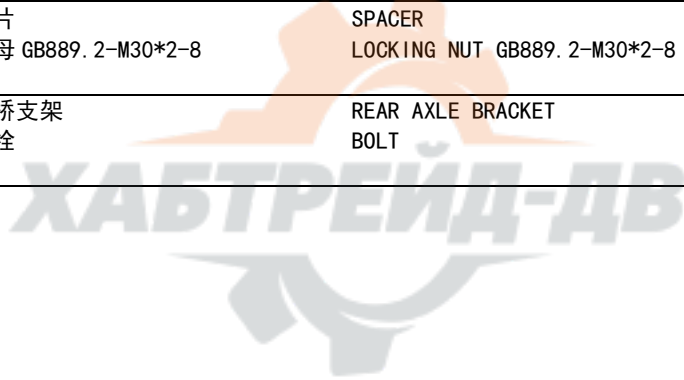 片 SPACER
母 GB889.2-M30*2-8 LOCKING NUT GB889.2-M30*2-8
桥支架 REAR AXLE BRACKET
栓 BOLT
ХАБТРЕЙД-ДВ